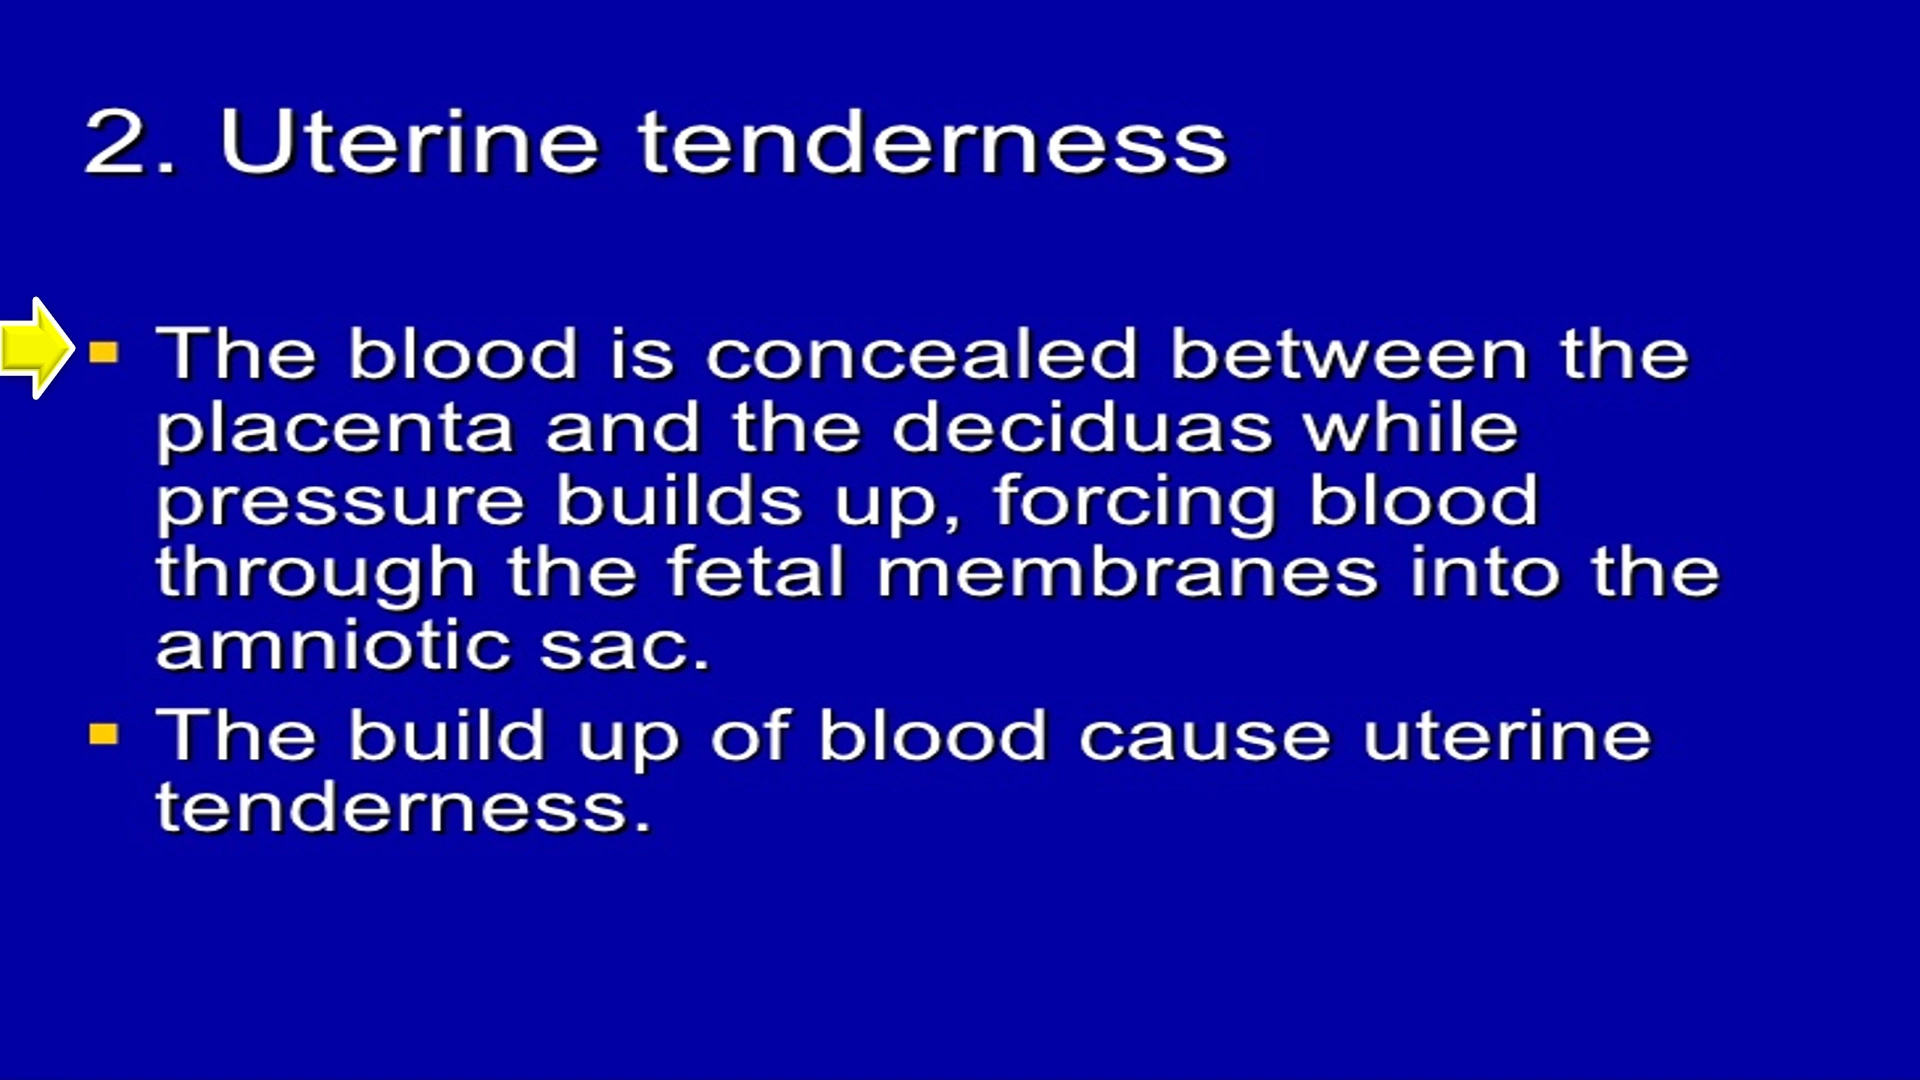 2. Uterine tenderness
The blood is concealed between the
placenta and the deciduas while
pressure builds up, forcing blood
through the fetal membranes into the
amniotic sac.
The build up of blood cause uterine
tenderness.